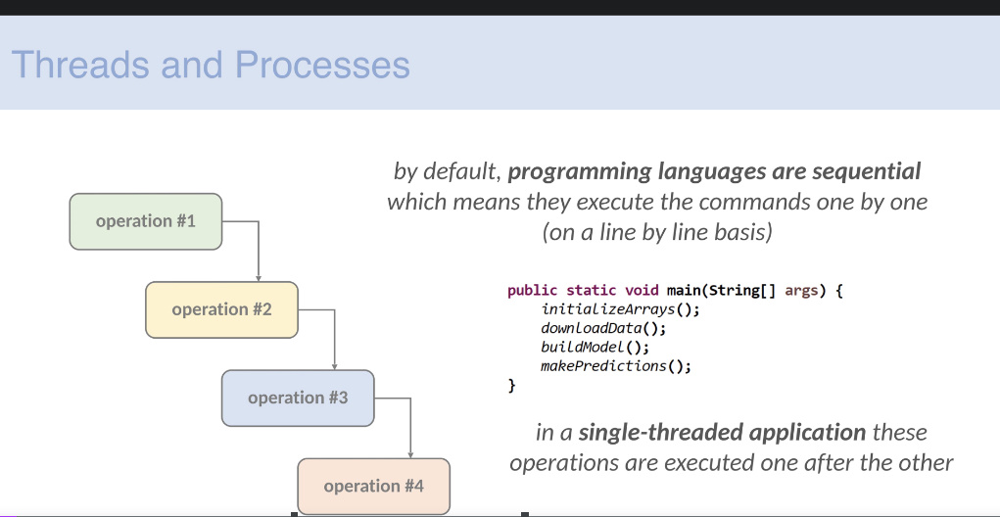 Threads and Processes
by default, programming languages are sequential
which means they execute the commands one by one
(on a line by line basis)
operation #1
operation #2
operation #3
operation #4
public static void main(String[] args) {
    initializeArrays();
    downloadData();
    buildModel();
    makePredictions();
}
in a single-threaded application these
operations are executed one after the other